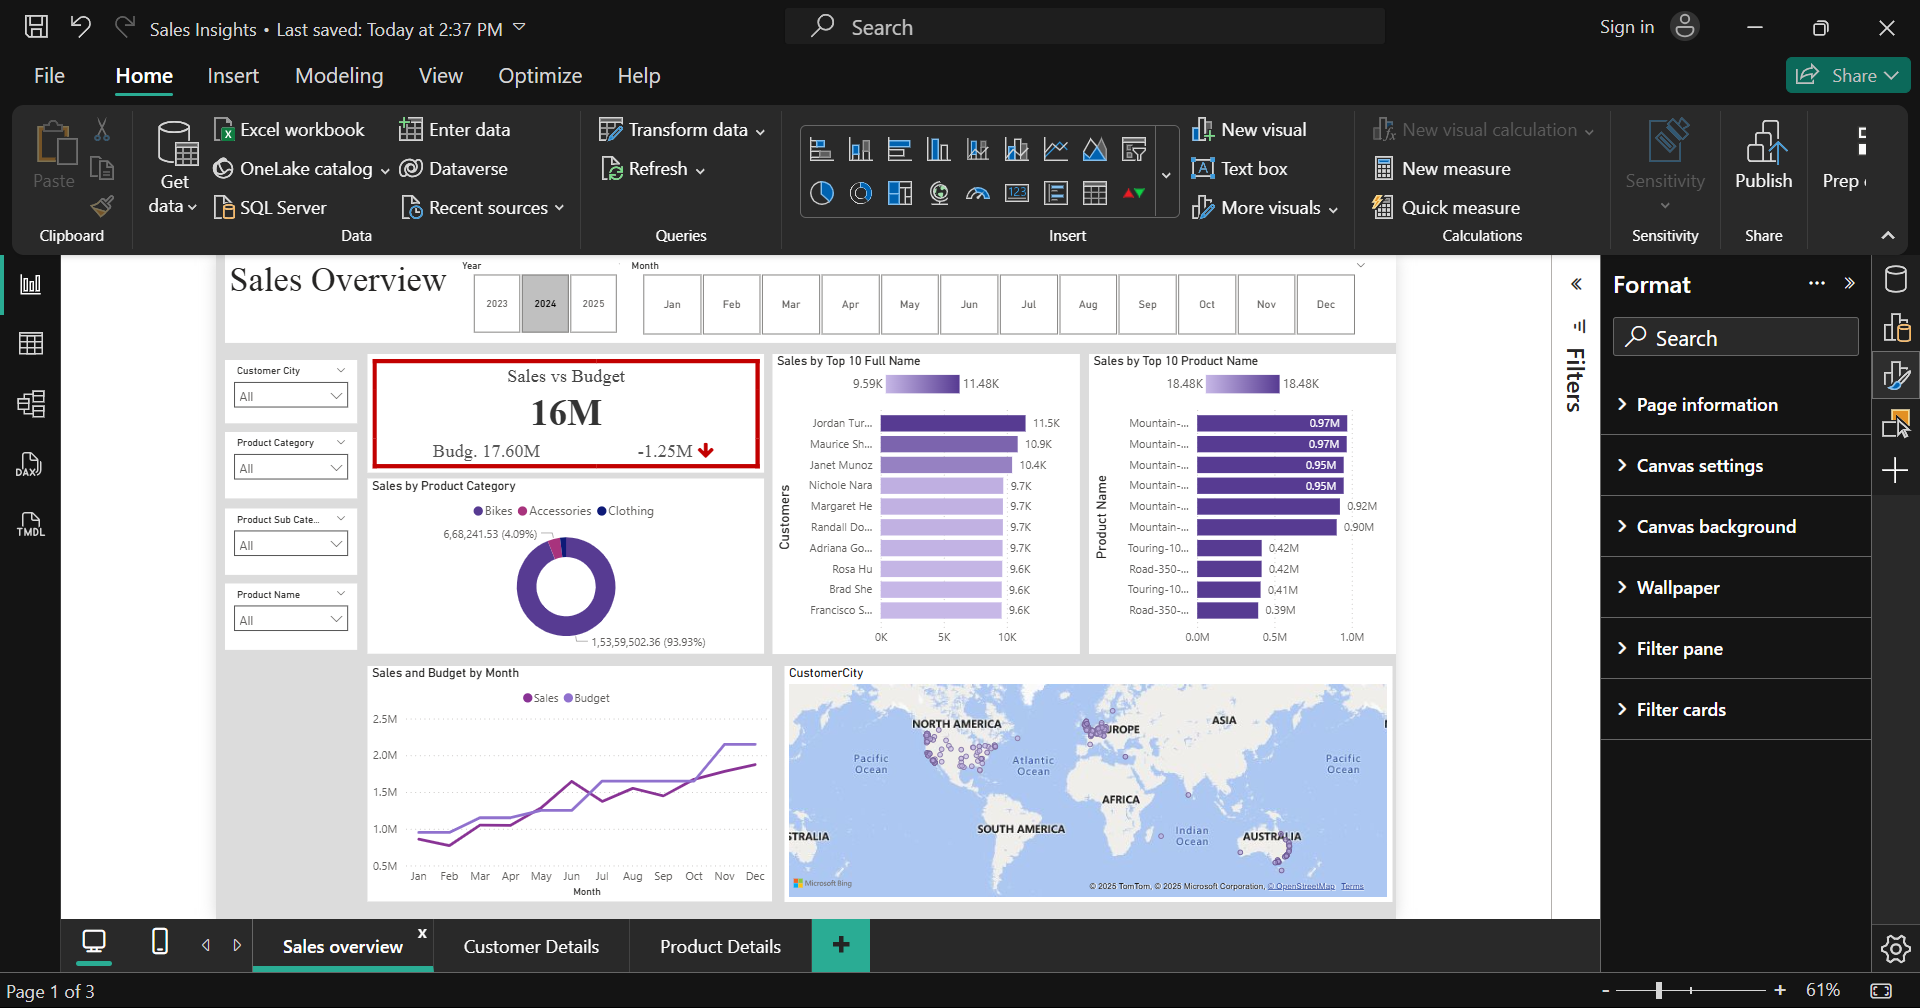 Sales Insights • Last saved: Today at 2:37 PM
Search
Sign in
File Home Insert Modeling View Optimize Help
Share
Paste
Clipboard
Get data
Excel workbook
OneLake catalog
SQL Server
Enter data
Dataverse
Recent sources
Data
Transform data
Refresh
Queries
123
New visual
Text box
More visuals
Insert
New visual calculation
New measure
Quick measure
Calculations
Sensitivity
Sensitivity
Publish
Share
Prep
DAX
TMDL
Sales Overview
Year
2023 2024 2025
Month
Jan Feb Mar Apr May Jun Jul Aug Sep Oct Nov Dec
Customer City
All
Product Category
All
Product Sub Cate...
All
Product Name
All
Sales vs Budget
16M
Budg. 17.60M -1.25M
Sales by Product Category
Bikes Accessories Clothing
6,68,241.53 (4.09%)
1,53,59,502.36 (93.93%)
Sales by Top 10 Full Name
9.59K 11.48K
Customers
Jordan Tur... 11.5K
Maurice Sh... 10.9K
Janet Munoz 10.4K
Nichole Nara 9.7K
Margaret He 9.7K
Randall Do... 9.7K
Adriana Go... 9.7K
Rosa Hu 9.6K
Brad She 9.6K
Francisco S... 9.6K
0K 5K 10K
Sales by Top 10 Product Name
18.48K 18.48K
Product Name
Mountain-... 0.97M
Mountain-... 0.97M
Mountain-... 0.95M
Mountain-... 0.95M
Mountain-... 0.92M
Mountain-... 0.90M
Touring-10... 0.42M
Road-350-... 0.42M
Touring-10... 0.41M
Road-350-... 0.39M
0.0M 0.5M 1.0M
Sales and Budget by Month
Sales Budget
2.5M
2.0M
1.5M
1.0M
0.5M
Jan Feb Mar Apr May Jun Jul Aug Sep Oct Nov Dec
Month
CustomerCity
NORTH AMERICA
UROPE
ASIA
Pacific Ocean
Atlantic Ocean
Pacific Ocean
AFRICA
SOUTH AMERICA
Indian Ocean
STRALIA
AUSTRALIA
Microsoft Bing
© 2025 TomTom, © 2025 Microsoft Corporation, © OpenStreetMap Terms
Filters
Format
Search
Page information
Canvas settings
Canvas background
Wallpaper
Filter pane
Filter cards
Sales overview
Customer Details
Product Details
Page 1 of 3
61%